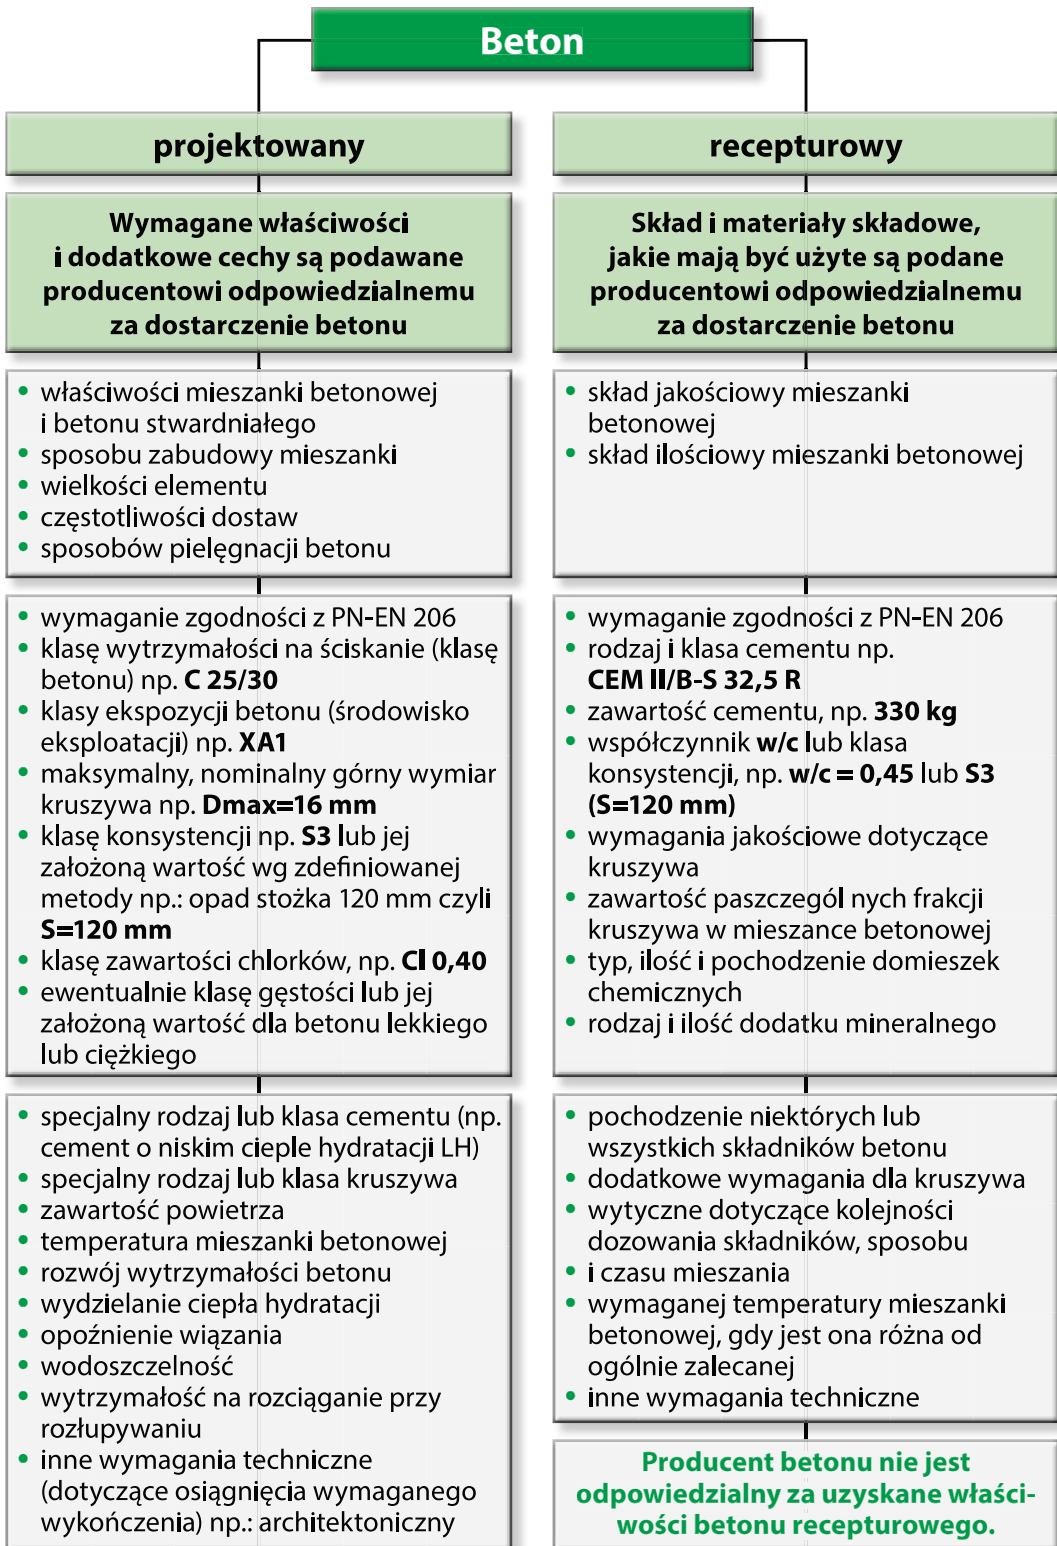 Beton
projektowany
Wymagane właściwości
i dodatkowe cechy są podawane
producentowi odpowiedzialnemu
za dostarczenie betonu
• właściwości mieszanki betonowej
i betonu stwardniałego
• sposobu zabudowy mieszanki
• wielkości elementu
• częstotliwości dostaw
• sposobów pielęgnacji betonu
• wymaganie zgodności z PN-EN 206
• klasę wytrzymałości na ściskanie (klasę
betonu) np. C 25/30
• klasy ekspozycji betonu (środowisko
eksploatacji) np. XA1
• maksymalny, nominalny górny wymiar
kruszywa np. Dmax=16 mm
• klasę konsystencji np. S3 lub jej
założoną wartość wg zdefiniowanej
metody np.: opad stożka 120 mm czyli
S=120 mm
• klasę zawartości chlorków, np. Cl 0,40
• ewentualnie klasę gęstości lub jej
założoną wartość dla betonu lekkiego
lub ciężkiego
• specjalny rodzaj lub klasa cementu (np.
cement o niskim cieple hydratacji LH)
• specjalny rodzaj lub klasa kruszywa
• zawartość powietrza
• temperatura mieszanki betonowej
• rozwój wytrzymałości betonu
• wydzielanie ciepła hydratacji
• opoźnienie wiązania
• wodoszczelność
• wytrzymałość na rozciąganie przy
rozłupywaniu
• inne wymagania techniczne
(dotyczące osiągnięcia wymaganego
wykończenia) np.: architektoniczny
recepturowy
Skład i materiały składowe,
jakie mają być użyte są podane
producentowi odpowiedzialnemu
za dostarczenie betonu
• skład jakościowy mieszanki
betonowej
• skład ilościowy mieszanki betonowej
• wymaganie zgodności z PN-EN 206
• rodzaj i klasa cementu np.
CEM II/B-S 32,5 R
• zawartość cementu, np. 330 kg
• współczynnik w/c lub klasa
konsystencji, np. w/c = 0,45 lub S3
(S=120 mm)
• wymagania jakościowe dotyczące
kruszywa
• zawartość paszczegól nych frakcji
kruszywa w mieszance betonowej
• typ, ilość i pochodzenie domieszek
chemicznych
• rodzaj i ilość dodatku mineralnego
• pochodzenie niektórych lub
wszystkich składników betonu
• dodatkowe wymagania dla kruszywa
• wytyczne dotyczące kolejności
dozowania składników, sposobu
• i czasu mieszania
• wymaganej temperatury mieszanki
betonowej, gdy jest ona różna od
ogólnie zalecanej
• inne wymagania techniczne
Producent betonu nie jest
odpowiedzialny za uzyskane właści-
wości betonu recepturowego.